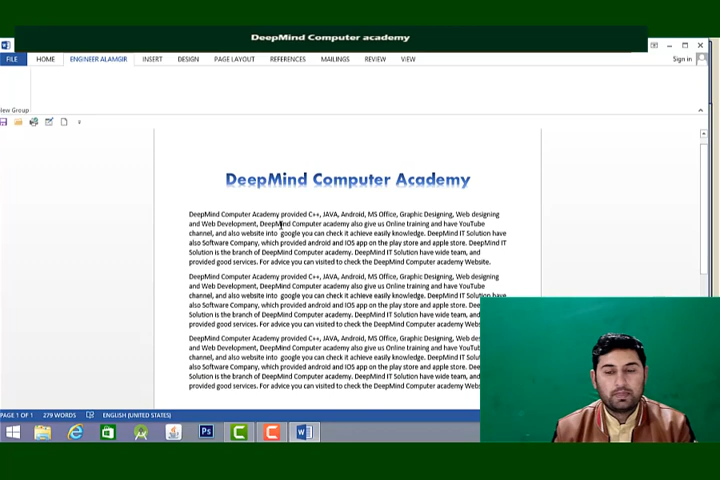 DeepMind Computer academy
FILE HOME ENGINEER ALAMGIR INSERT DESIGN PAGE LAYOUT REFERENCES MAILINGS REVIEW VIEW Sign in
ew Group
DeepMind Computer Academy
DeepMind Computer Academy provided C++, JAVA, Android, MS Office, Graphic Designing, Web designing
and Web Development, DeepMind Computer academy also give us Online training and have YouTube
channel, and also website into google you can check it achieve easily knowledge. DeepMind IT Solution have
also Software Company, which provided android and IOS app on the play store and apple store. DeepMind IT
Solution is the branch of DeepMind Computer academy. DeepMind IT Solution have wide team, and
provided good services. For advice you can visited to check the DeepMind Computer academy Website.
DeepMind Computer Academy provided C++, JAVA, Android, MS Office, Graphic Designing, Web designing
and Web Development, DeepMind Computer academy also give us Online training and have YouTube
channel, and also website into google you can check it achieve easily knowledge. DeepMind IT Solution have
also Software Company, which provided android and IOS app on the play store and apple
Solution is the branch of DeepMind Computer academy. DeepMind IT Solution have wide
provided good services. For advice you can visited to check the DeepMind Computer academy Webs
DeepMind Computer Academy provided C++, JAVA, Android, MS Office, Graphic Designing
and Web Development, DeepMind Computer academy also give us Online training and have YouTu
channel, and also website into google you can check it achieve easily knowledge. DeepMind IT Solut
also Software Company, which provided android and IOS app on the play store and apple
Solution is the branch of DeepMind Computer academy. DeepMind IT Solution have wide team, and
provided good services. For advice you can visited to check the DeepMind Computer academy Webs
PAGE 1 OF 1 279 WORDS ENGLISH (UNITED STATES)